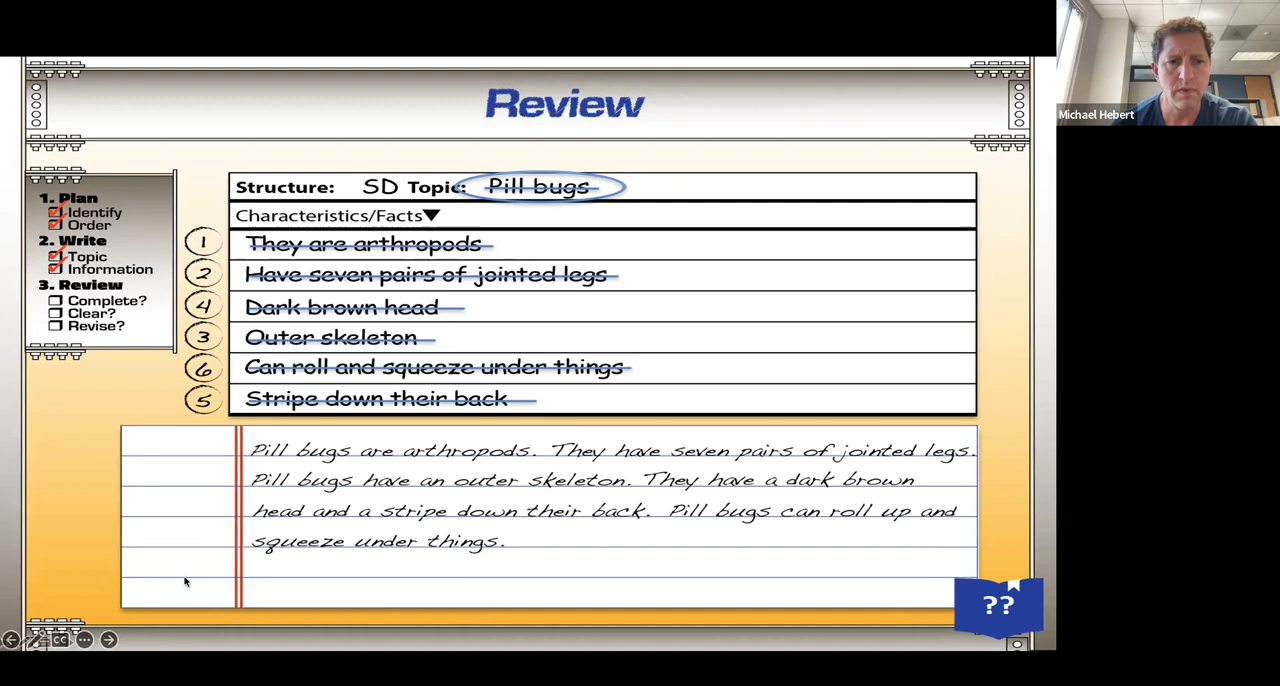 Michael Hebert
Review
1. Plan
Identify
Order
2. Write
Topic
Information
3. Review
Complete?
Clear?
Revise?
Structure: SD Topic: Pill bugs
Characteristics/Facts▼
1 They are arthropods
2 Have seven pairs of jointed legs
4 Dark brown head
3 Outer skeleton
6 Can roll and squeeze under things
5 Stripe down their back
Pill bugs are arthropods. They have seven pairs of jointed legs.
Pill bugs have an outer skeleton. They have a dark brown
head and a stripe down their back. Pill bugs can roll up and
squeeze under things.
??
CC